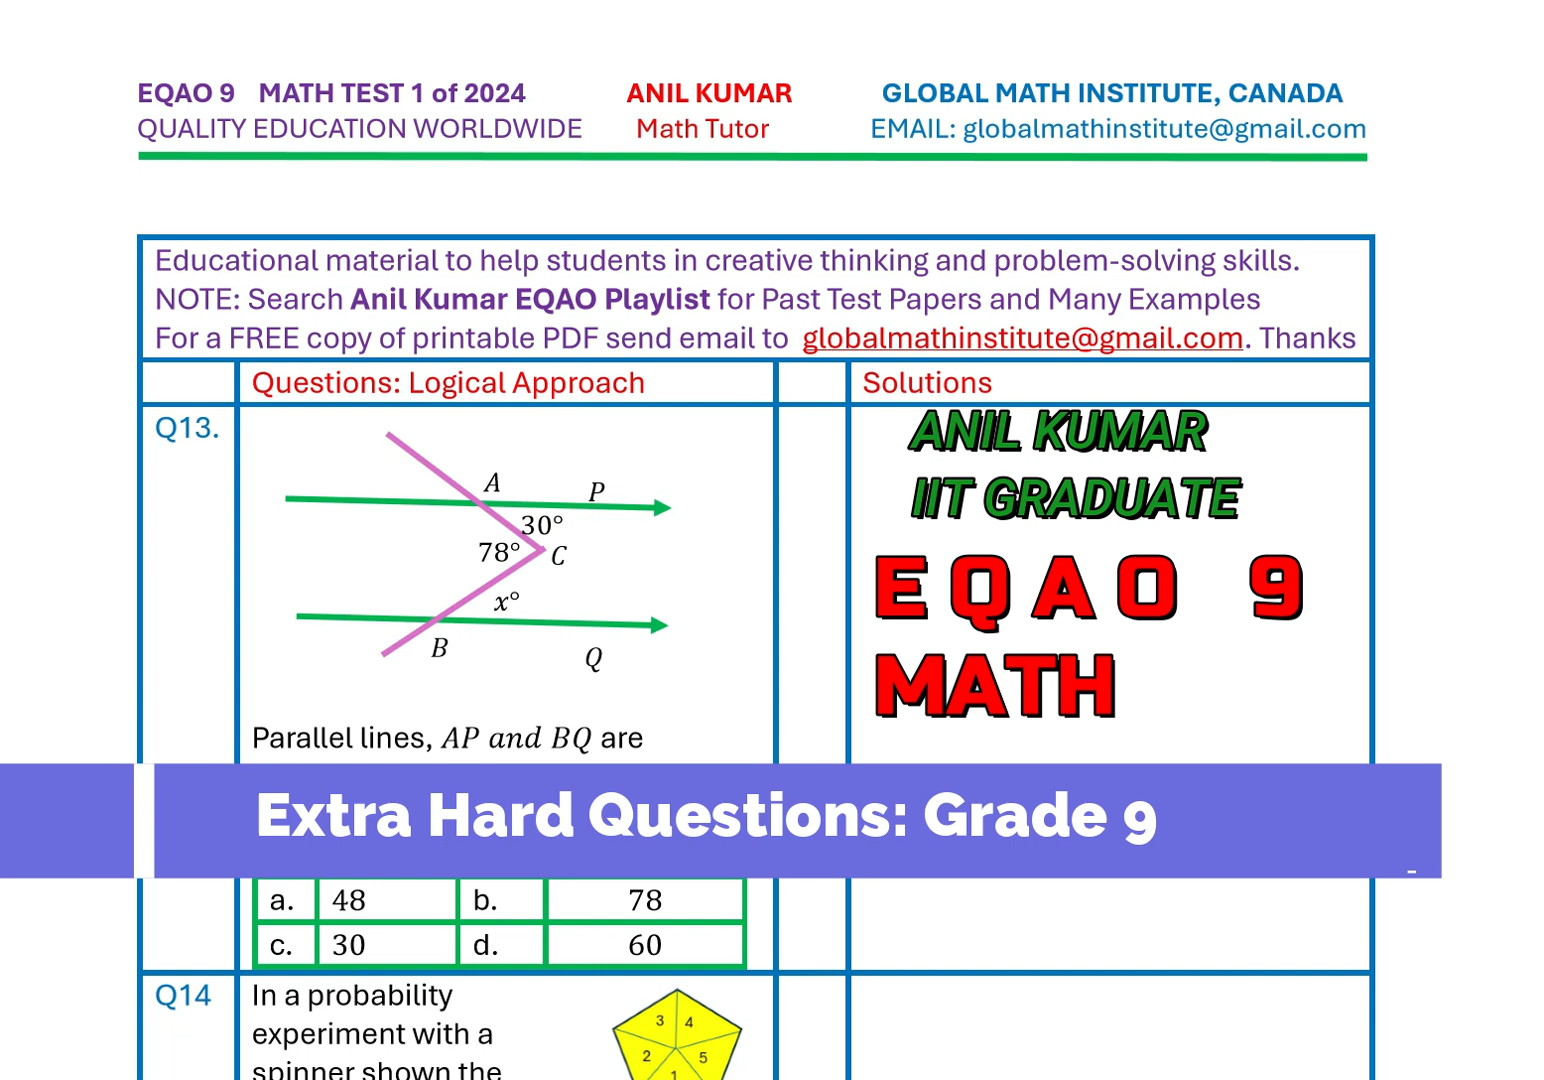 EQAO 9 MATH TEST 1 of 2024 ANIL KUMAR GLOBAL MATH INSTITUTE, CANADA
QUALITY EDUCATION WORLDWIDE Math Tutor EMAIL: globalmathinstitute@gmail.com
Educational material to help students in creative thinking and problem-solving skills.
NOTE: Search Anil Kumar EQAO Playlist for Past Test Papers and Many Examples
For a FREE copy of printable PDF send email to globalmathinstitute@gmail.com. Thanks
Questions: Logical Approach Solutions
Q13.
A
P
30°
78° C
x°
B
Q
Parallel lines, AP and BQ are
ANIL KUMAR
IIT GRADUATE
EQAO 9
MATH
Extra Hard Questions: Grade 9
a. 48 b. 78
c. 30 d. 60
Q14 In a probability
experiment with a
spinner shown the
3 4
2 5
1